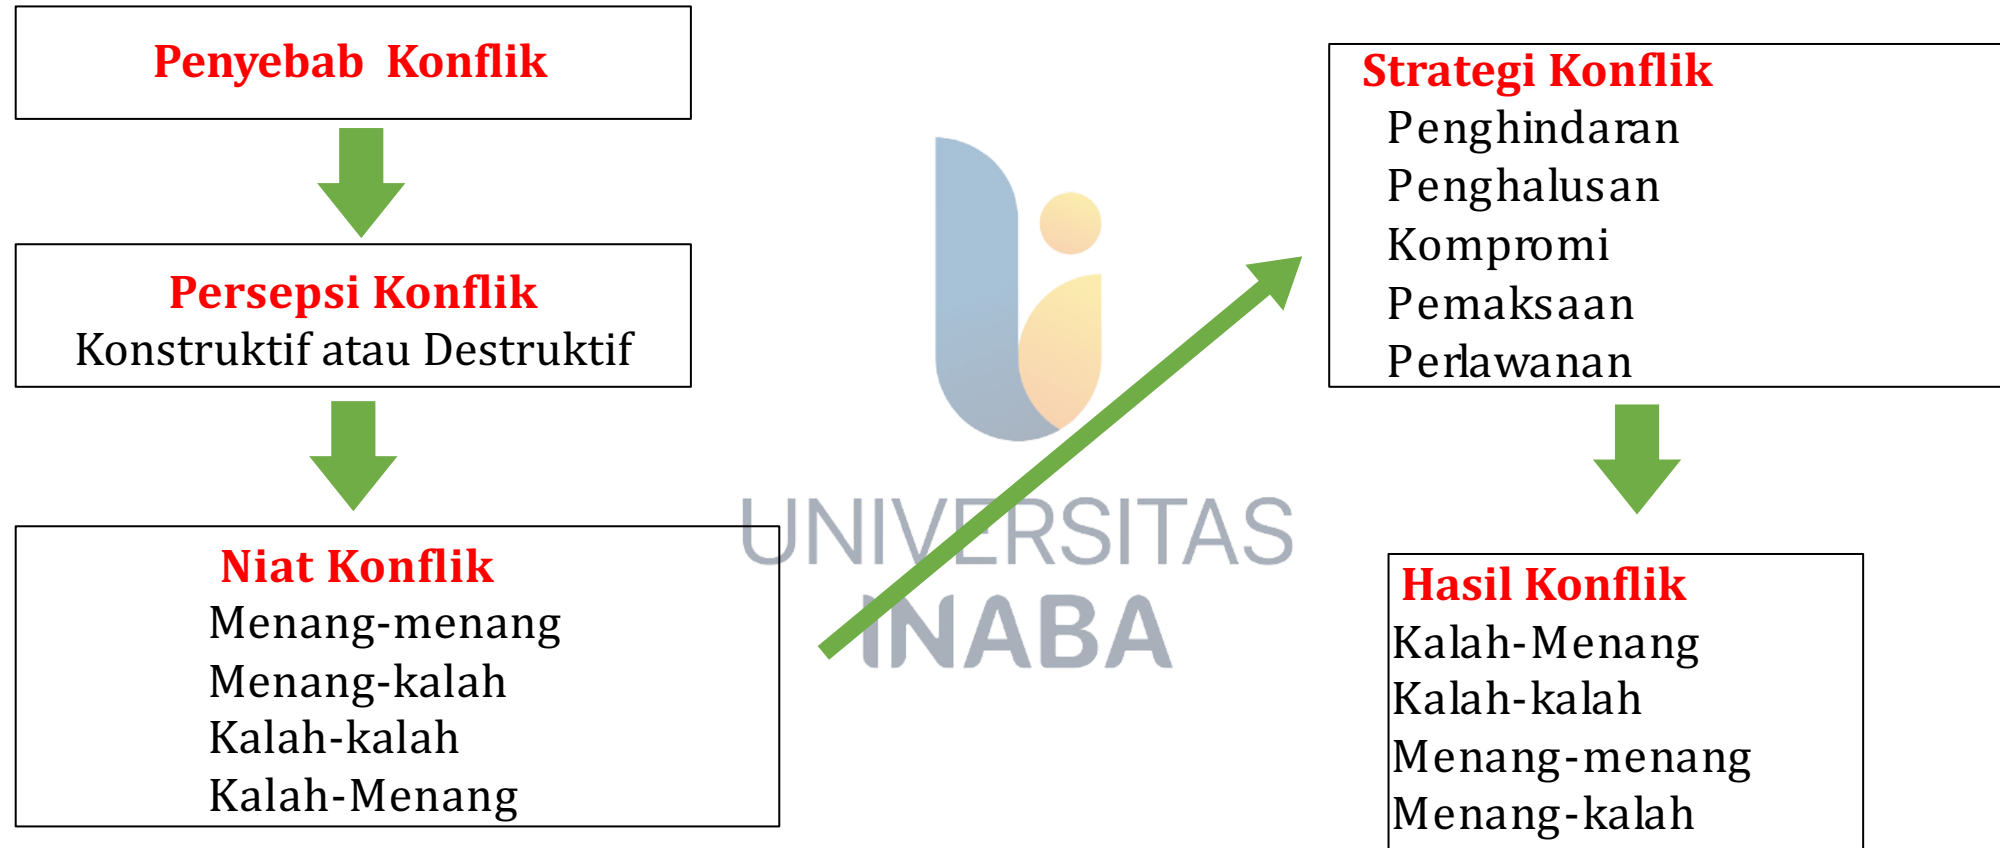 Penyebab Konflik
Persepsi Konflik
Konstruktif atau Destruktif
Niat Konflik
Menang-menang
Menang-kalah
Kalah-kalah
Kalah-Menang
UNIVERSITAS
INABA
Strategi Konflik
Penghindaran
Penghalusan
Kompromi
Pemaksaan
Perlawanan
Hasil Konflik
Kalah-Menang
Kalah-kalah
Menang-menang
Menang-kalah